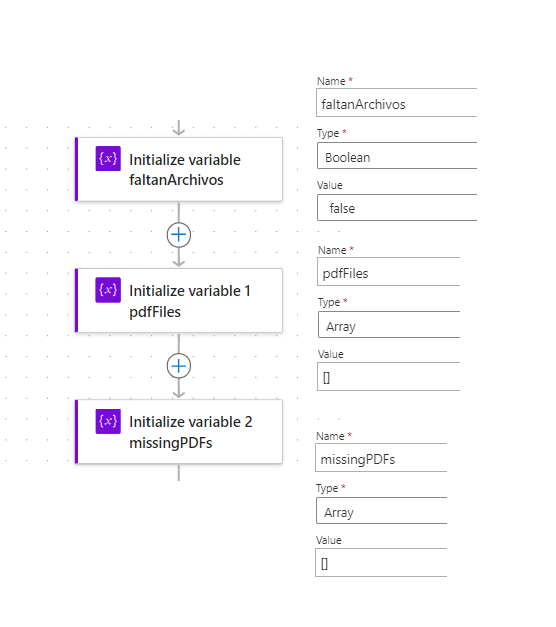 Name *
faltanArchivos
Type *
Boolean
Value
false
{x} Initialize variable
faltanArchivos
Name *
pdfFiles
Type *
Array
Value
[]
{x} Initialize variable 1
pdfFiles
Name *
missingPDFs
Type *
Array
Value
[]
{x} Initialize variable 2
missingPDFs